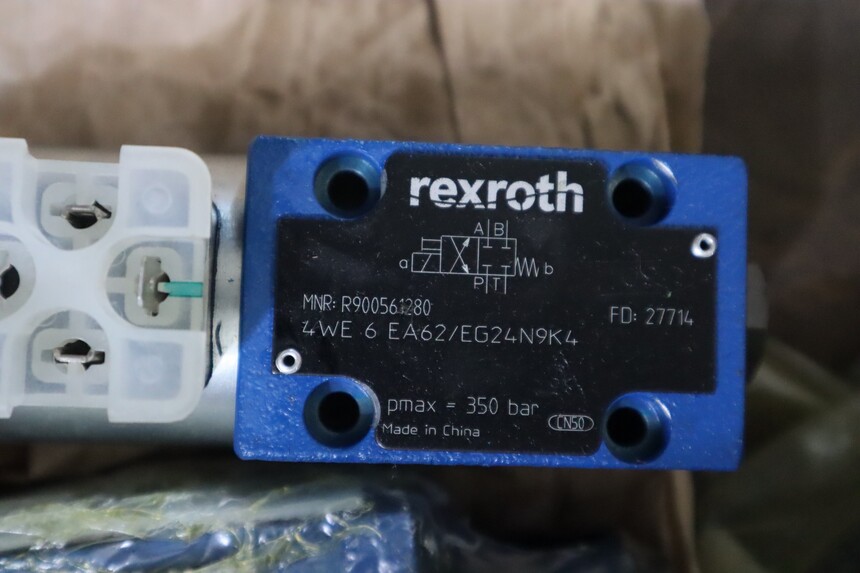 rexroth
A B
a b
P T
MNR: R900561280
FD: 27714
4WE 6 EA62/EG24N9K4
pmax = 350 bar
Made in China
CN50